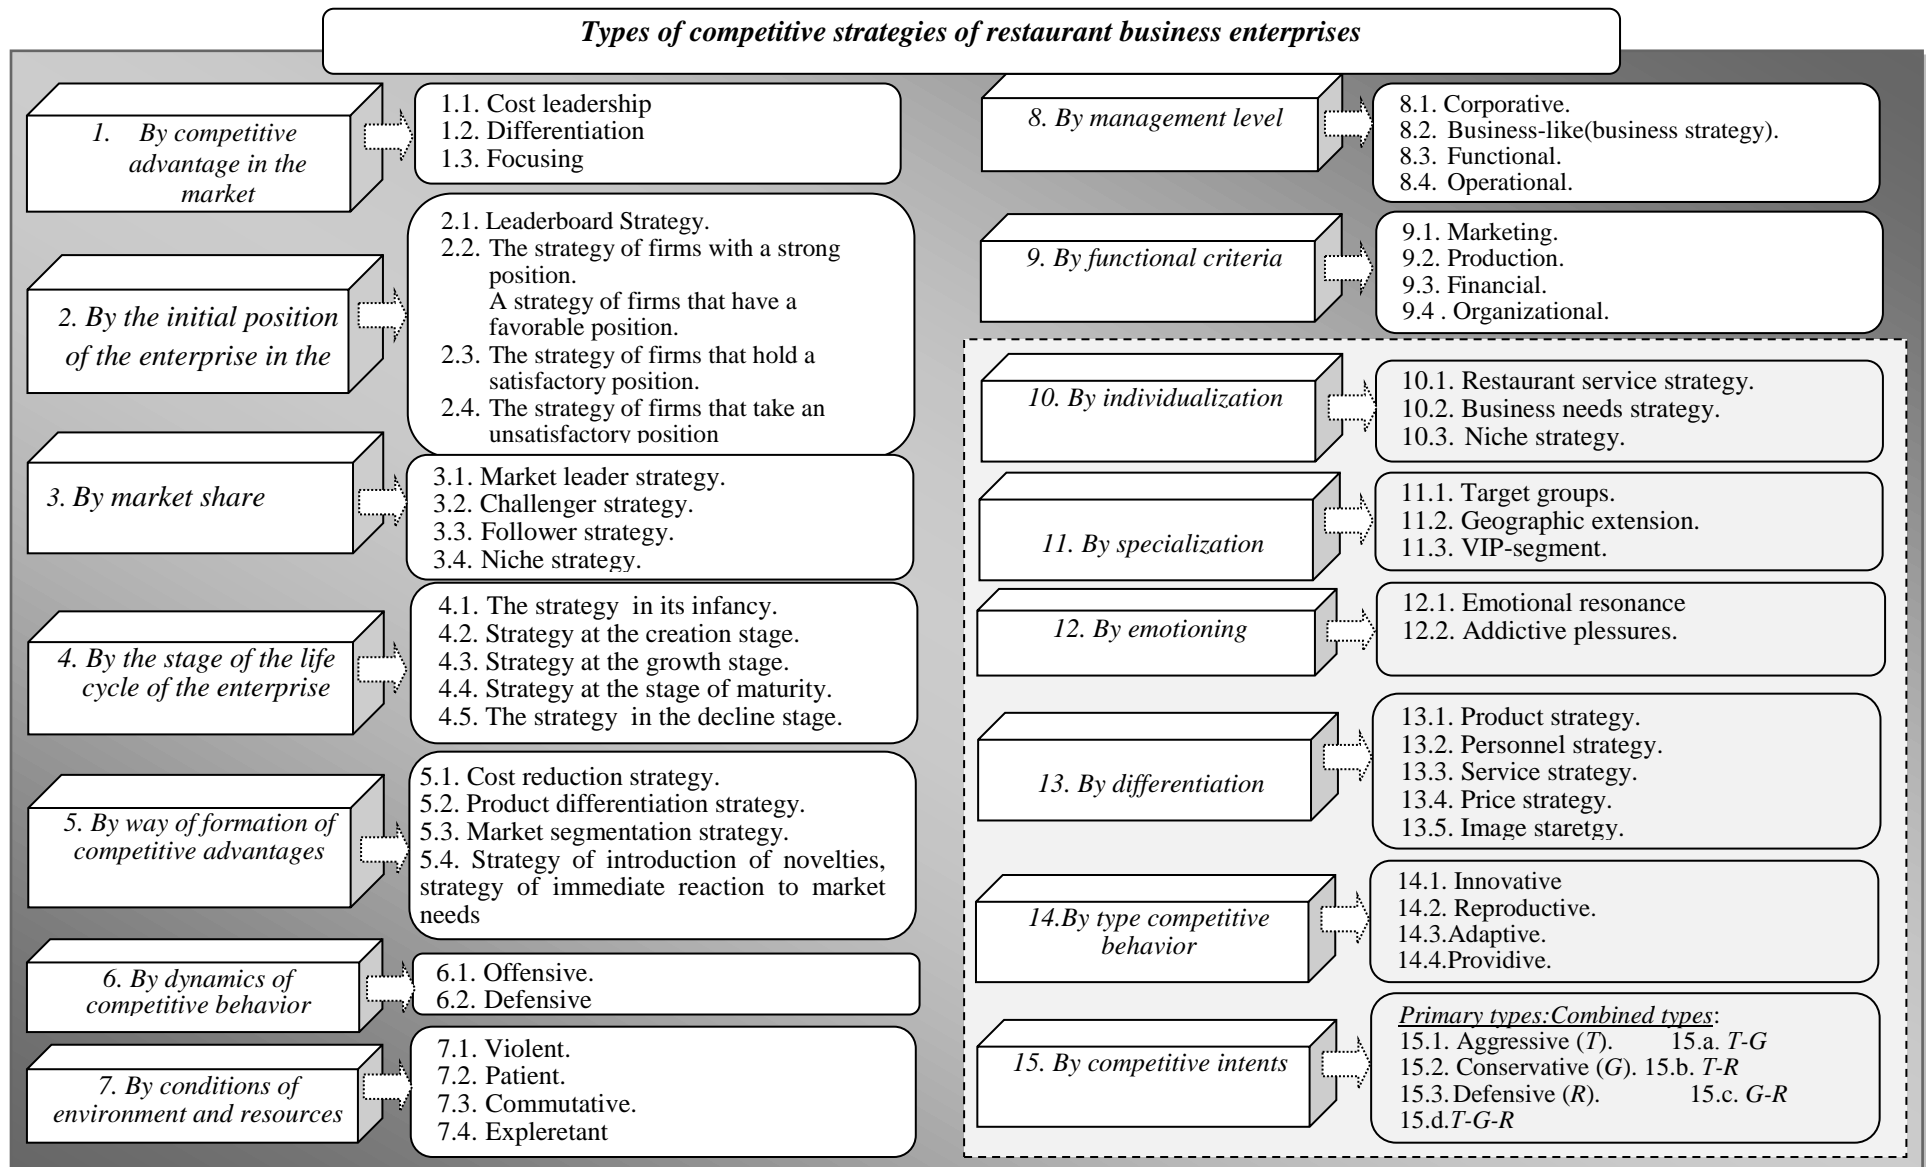 Types of competitive strategies of restaurant business enterprises
1. By competitive
advantage in the
market
1.1. Cost leadership
1.2. Differentiation
1.3. Focusing
2. By the initial position
of the enterprise in the
2.1. Leaderboard Strategy.
2.2. The strategy of firms with a strong
position.
A strategy of firms that have a
favorable position.
2.3. The strategy of firms that hold a
satisfactory position.
2.4. The strategy of firms that take an
unsatisfactory position
3. By market share
3.1. Market leader strategy.
3.2. Challenger strategy.
3.3. Follower strategy.
3.4. Niche strategy.
4. By the stage of the life
cycle of the enterprise
4.1. The strategy in its infancy.
4.2. Strategy at the creation stage.
4.3. Strategy at the growth stage.
4.4. Strategy at the stage of maturity.
4.5. The strategy in the decline stage.
5. By way of formation of
competitive advantages
5.1. Cost reduction strategy.
5.2. Product differentiation strategy.
5.3. Market segmentation strategy.
5.4. Strategy of introduction of novelties,
strategy of immediate reaction to market
needs
6. By dynamics of
competitive behavior
6.1. Offensive.
6.2. Defensive
7. By conditions of
environment and resources
7.1. Violent.
7.2. Patient.
7.3. Commutative.
7.4. Expleretant
8. By management level
8.1. Corporative.
8.2. Business-like(business strategy).
8.3. Functional.
8.4. Operational.
9. By functional criteria
9.1. Marketing.
9.2. Production.
9.3. Financial.
9.4 . Organizational.
10. By individualization
10.1. Restaurant service strategy.
10.2. Business needs strategy.
10.3. Niche strategy.
11. By specialization
11.1. Target groups.
11.2. Geographic extension.
11.3. VIP-segment.
12. By emotioning
12.1. Emotional resonance
12.2. Addictive plessures.
13. By differentiation
13.1. Product strategy.
13.2. Personnel strategy.
13.3. Service strategy.
13.4. Price strategy.
13.5. Image staretgy.
14.By type competitive
behavior
14.1. Innovative
14.2. Reproductive.
14.3.Adaptive.
14.4.Providive.
15. By competitive intents
Primary types:Combined types:
15.1. Aggressive (T). 15.a. T-G
15.2. Conservative (G). 15.b. T-R
15.3. Defensive (R). 15.c. G-R
15.d.T-G-R